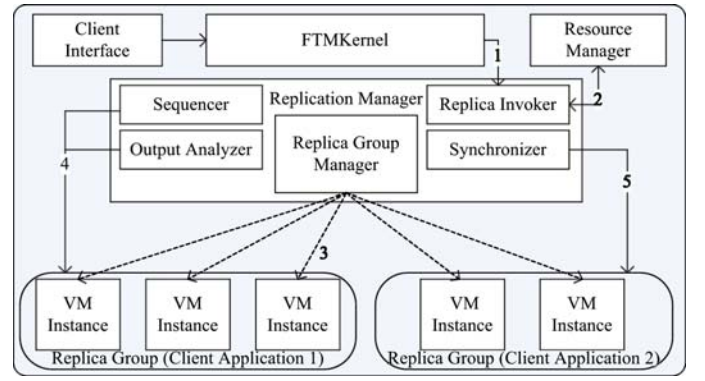 Client
Interface
FTMKernel
Resource
Manager
1
2
Sequencer
Replication Manager
Replica Invoker
Output Analyzer
Replica Group
Manager
Synchronizer
4
5
3
VM
Instance
VM
Instance
VM
Instance
VM
Instance
VM
Instance
Replica Group (Client Application 1)
Replica Group (Client Application 2)